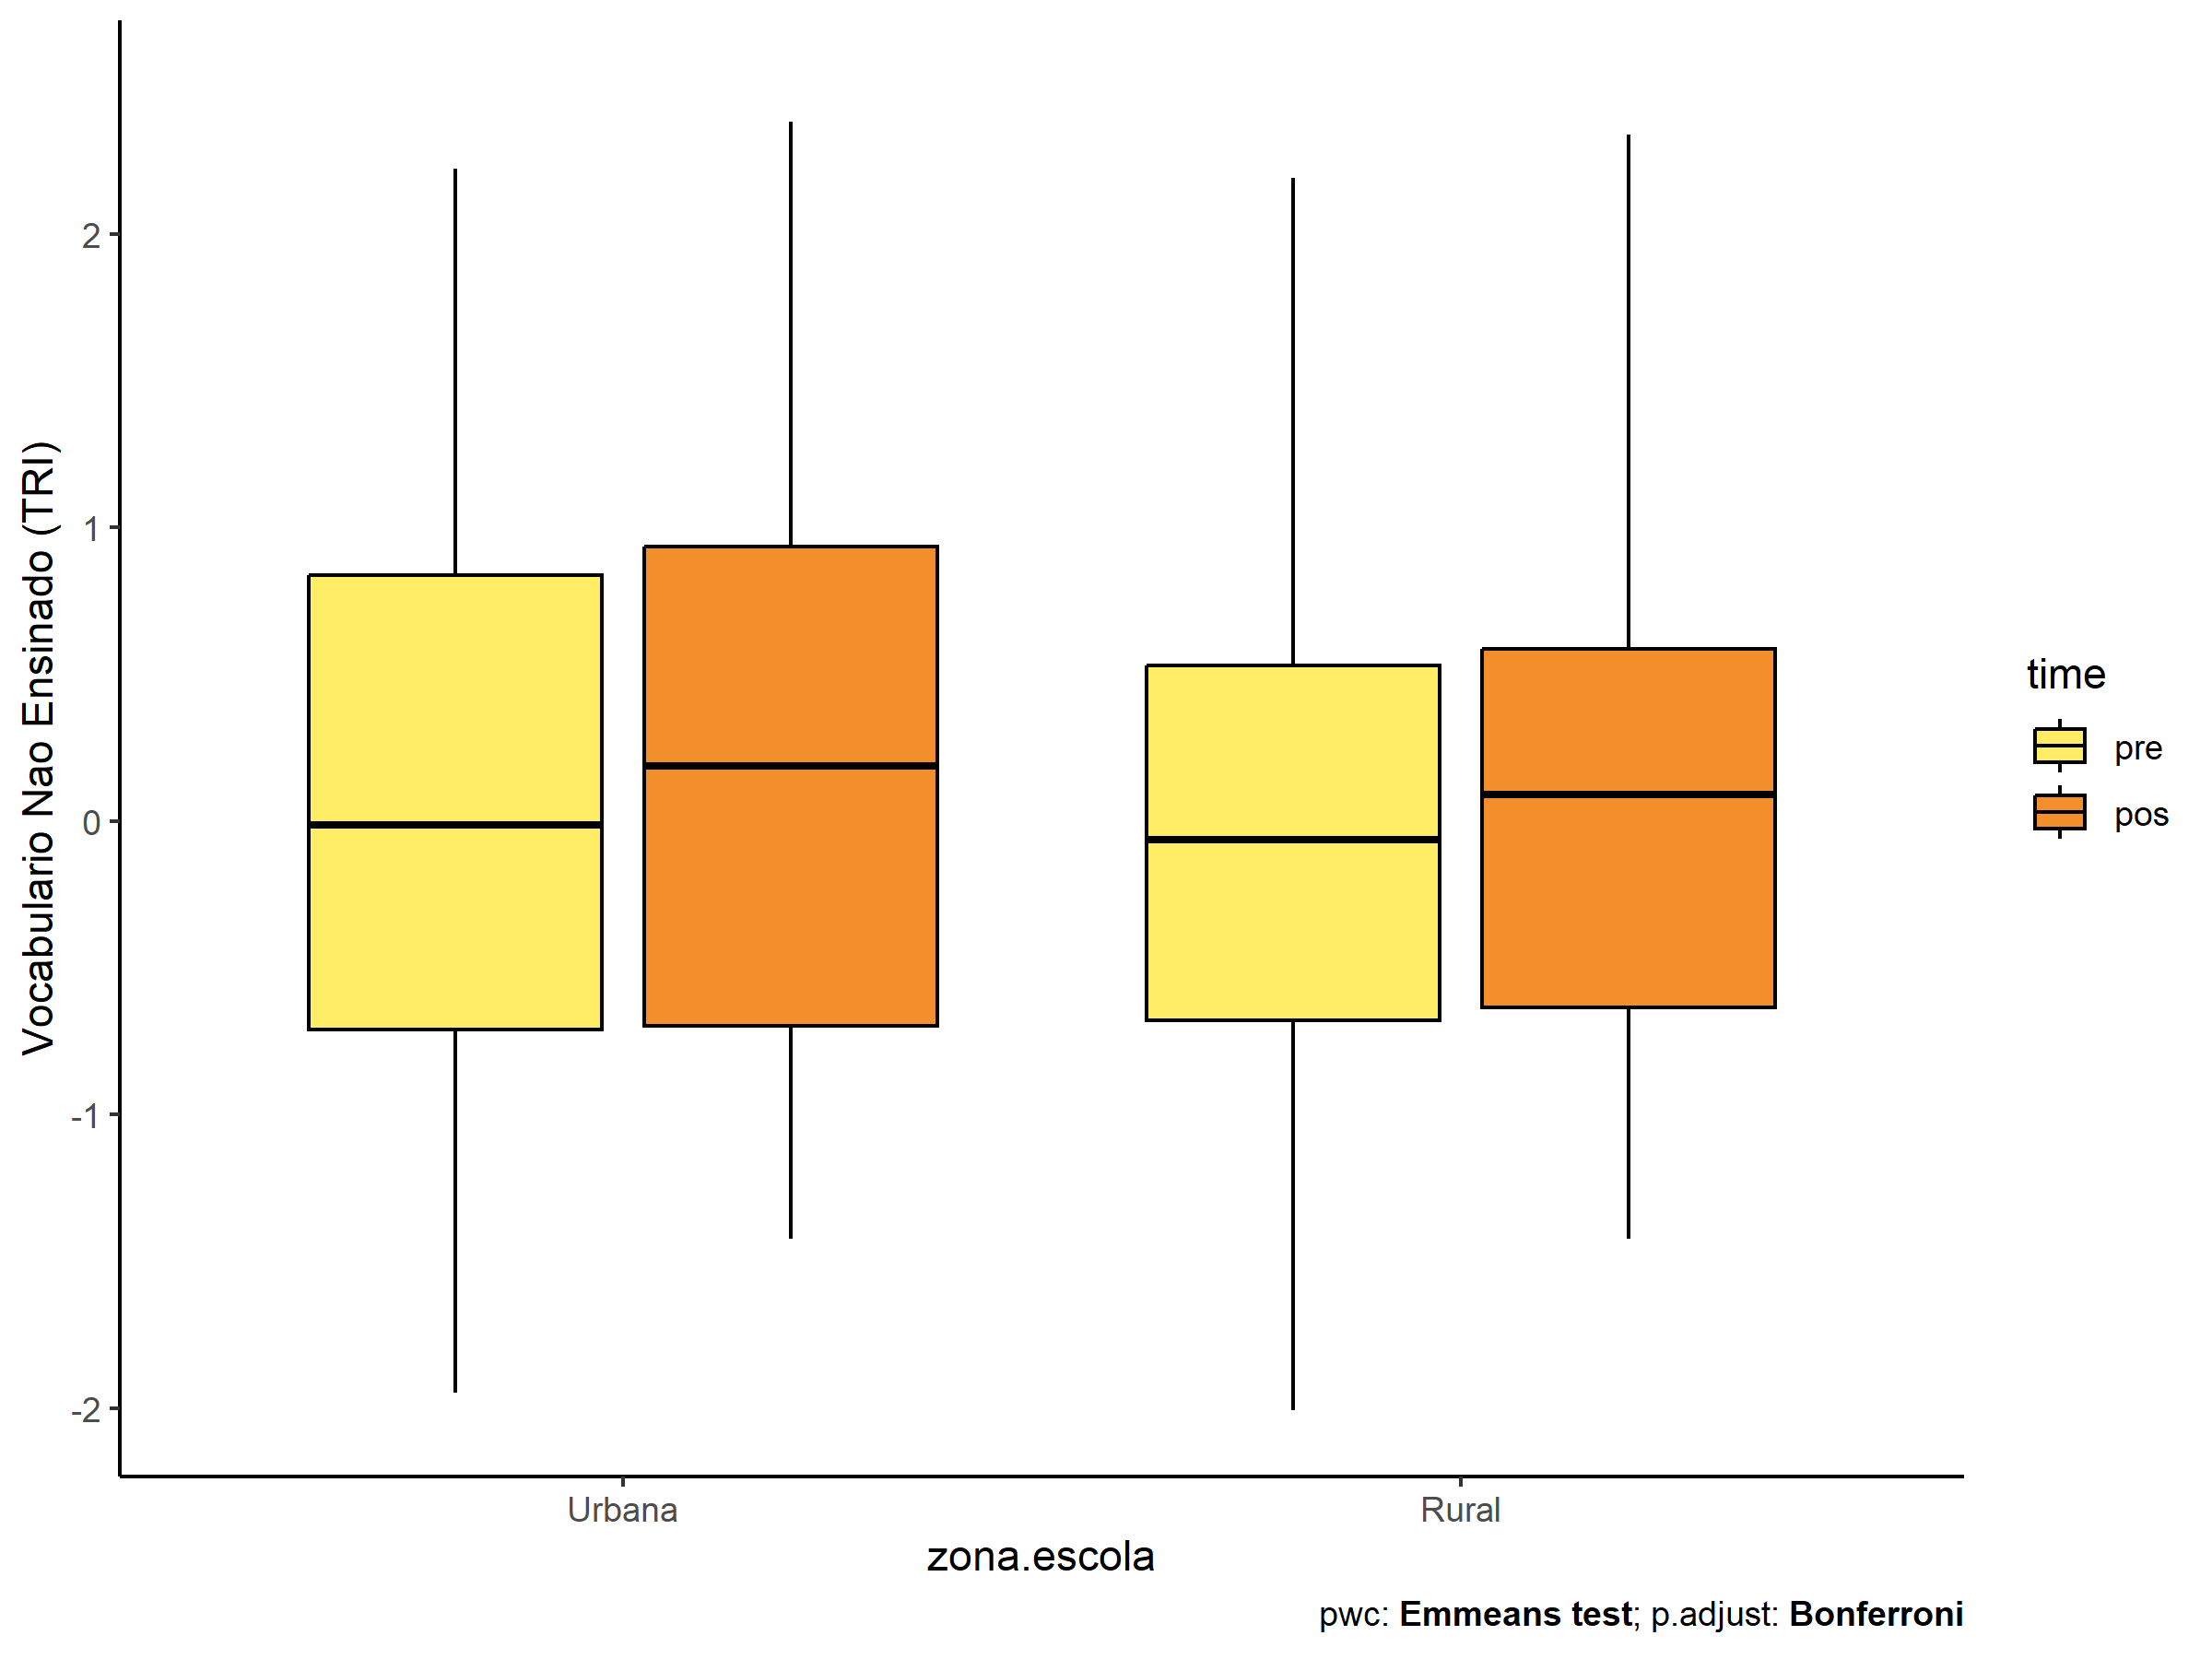 Vocabulario Nao Ensinado (TRI)
2
1
0
-1
-2
Urbana
Rural
zona.escola
time
pre
pos
pwc: Emmeans test; p.adjust: Bonferroni